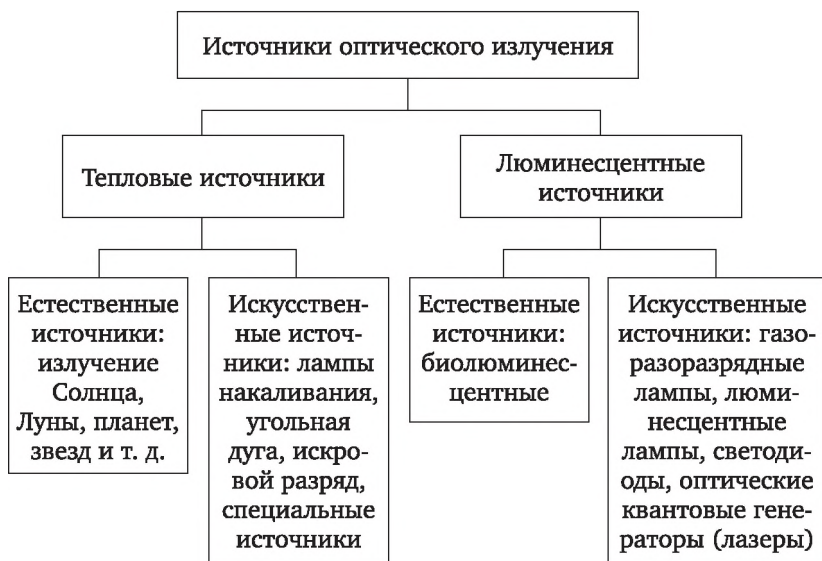 Источники оптического излучения
Тепловые источники
Люминесцентные
источники
Естественные
источники:
излучение
Солнца,
Луны, планет,
звезд и т. д.
Искусствен-
ные источ-
ники: лампы
накаливания,
угольная
дуга, искро-
вой разряд,
специальные
источники
Естественные
источники:
биолюминес-
центные
Искусственные
источники: газо-
разоразрядные
лампы, люми-
несцентные
лампы, светоди-
оды, оптические
квантовые гене-
раторы (лазеры)